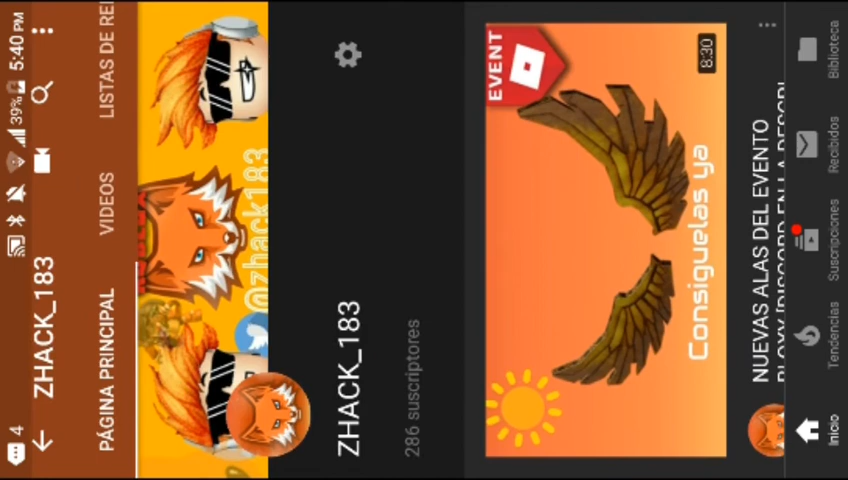 4
39% 5:40 PM
ZHACK_183
PÁGINA PRINCIPAL
VIDEOS
LISTAS DE RE
@zhack183
ZHACK_183
286 suscriptores
EVENT
8:30
Consiguelas ya
NUEVAS ALAS DEL EVENTO
Inicio
Tendencias
Suscripciones
Recibidos
Biblioteca